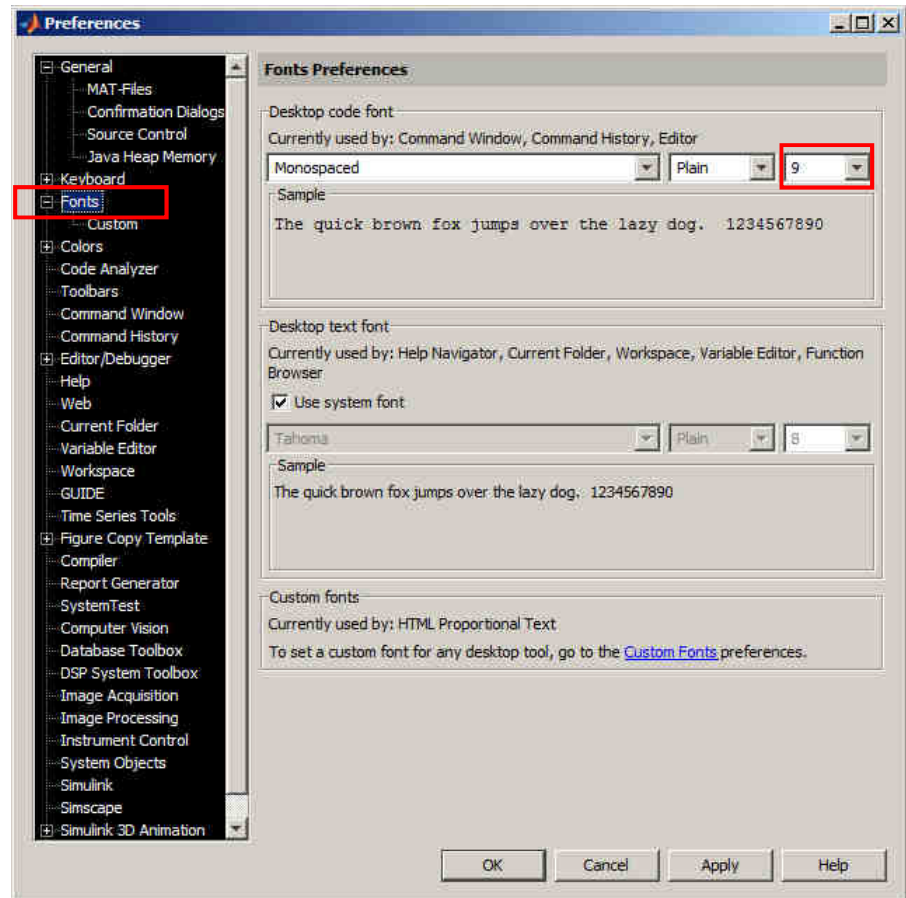 Preferences
General
MAT-Files
Confirmation Dialogs
Source Control
Java Heap Memory
Keyboard
Fonts
Custom
Colors
Code Analyzer
Toolbars
Command Window
Command History
Editor/Debugger
Help
Web
Current Folder
Variable Editor
Workspace
GUIDE
Time Series Tools
Figure Copy Template
Compiler
Report Generator
SystemTest
Computer Vision
Database Toolbox
DSP System Toolbox
Image Acquisition
Image Processing
Instrument Control
System Objects
Simulink
Simscape
Simulink 3D Animation
Fonts Preferences
Desktop code font
Currently used by: Command Window, Command History, Editor
Monospaced Plain 9
Sample
The quick brown fox jumps over the lazy dog. 1234567890
Desktop text font
Currently used by: Help Navigator, Current Folder, Workspace, Variable Editor, Function
Browser
Use system font
Tahoma Plain 8
Sample
The quick brown fox jumps over the lazy dog. 1234567890
Custom fonts
Currently used by: HTML Proportional Text
To set a custom font for any desktop tool, go to the Custom Fonts preferences.
OK Cancel Apply Help